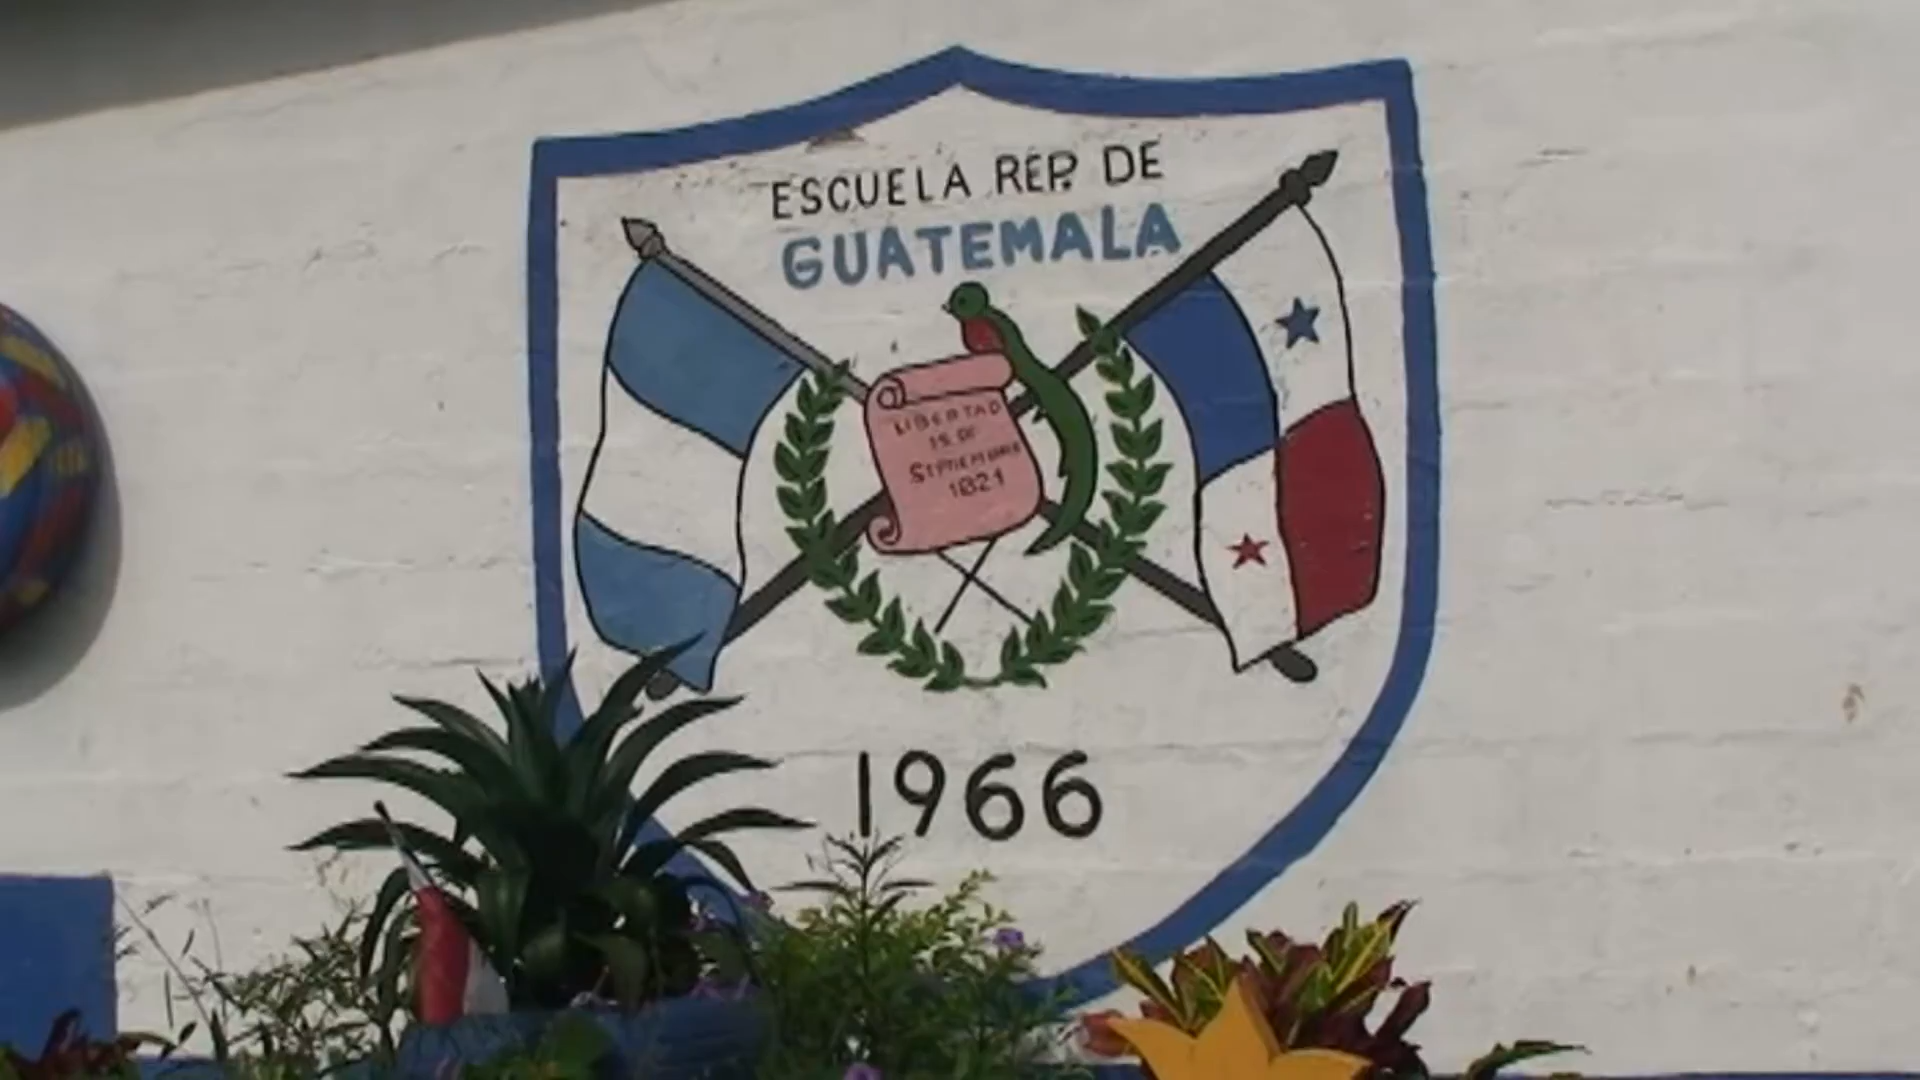 ESCUELA REP. DE
GUATEMALA
LIBERTAD
15 DE
SEPTIEMBRE
1821
1966